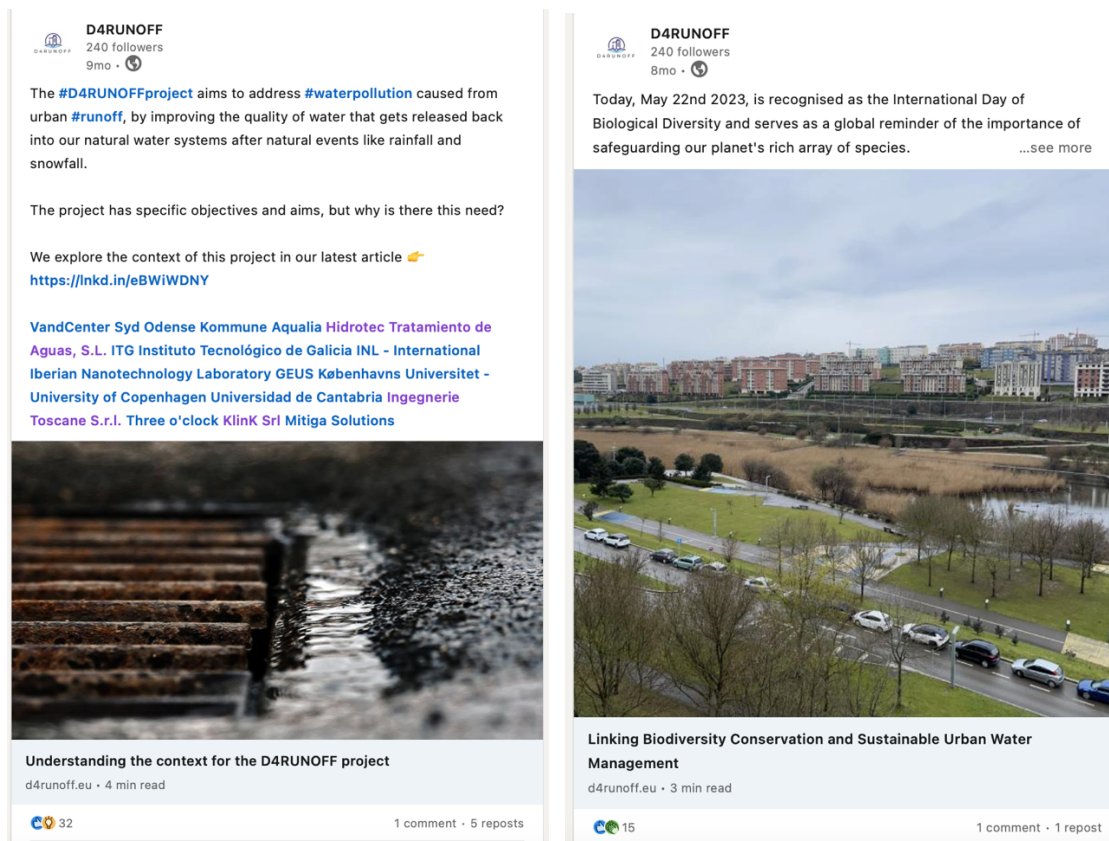 D4RUNOFF
D4RUNOFF
240 followers
9mo •
The #D4RUNOFFproject aims to address #waterpollution caused from
urban #runoff, by improving the quality of water that gets released back
into our natural water systems after natural events like rainfall and
snowfall.
The project has specific objectives and aims, but why is there this need?
We explore the context of this project in our latest article 👉
https://lnkd.in/eBWiWDNY
VandCenter Syd Odense Kommune Aqualia Hidrotec Tratamiento de
Aguas, S.L. ITG Instituto Tecnológico de Galicia INL - International
Iberian Nanotechnology Laboratory GEUS Københavns Universitet -
University of Copenhagen Universidad de Cantabria Ingegnerie
Toscane S.r.l. Three o'clock KlinK Srl Mitiga Solutions
Understanding the context for the D4RUNOFF project
d4runoff.eu • 4 min read
32
1 comment • 5 reposts
D4RUNOFF
D4RUNOFF
240 followers
8mo •
Today, May 22nd 2023, is recognised as the International Day of
Biological Diversity and serves as a global reminder of the importance of
safeguarding our planet's rich array of species.
...see more
Linking Biodiversity Conservation and Sustainable Urban Water
Management
d4runoff.eu • 3 min read
15
1 comment • 1 repost